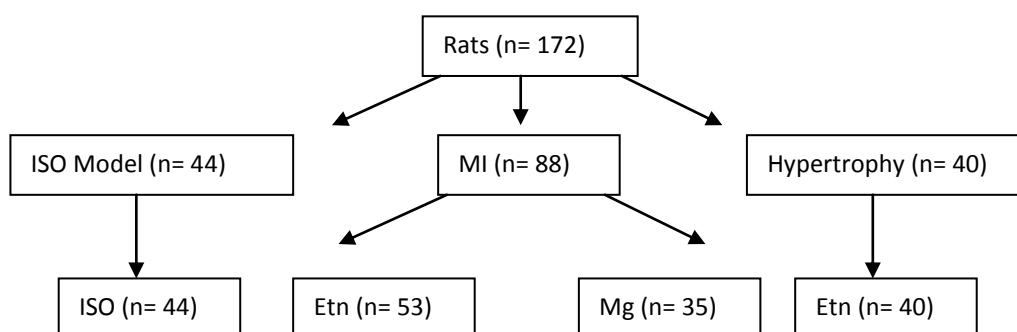 Rats (n= 172)
ISO Model (n= 44)
MI (n= 88)
Hypertrophy (n= 40)
ISO (n= 44)
Etn (n= 53)
Mg (n= 35)
Etn (n= 40)